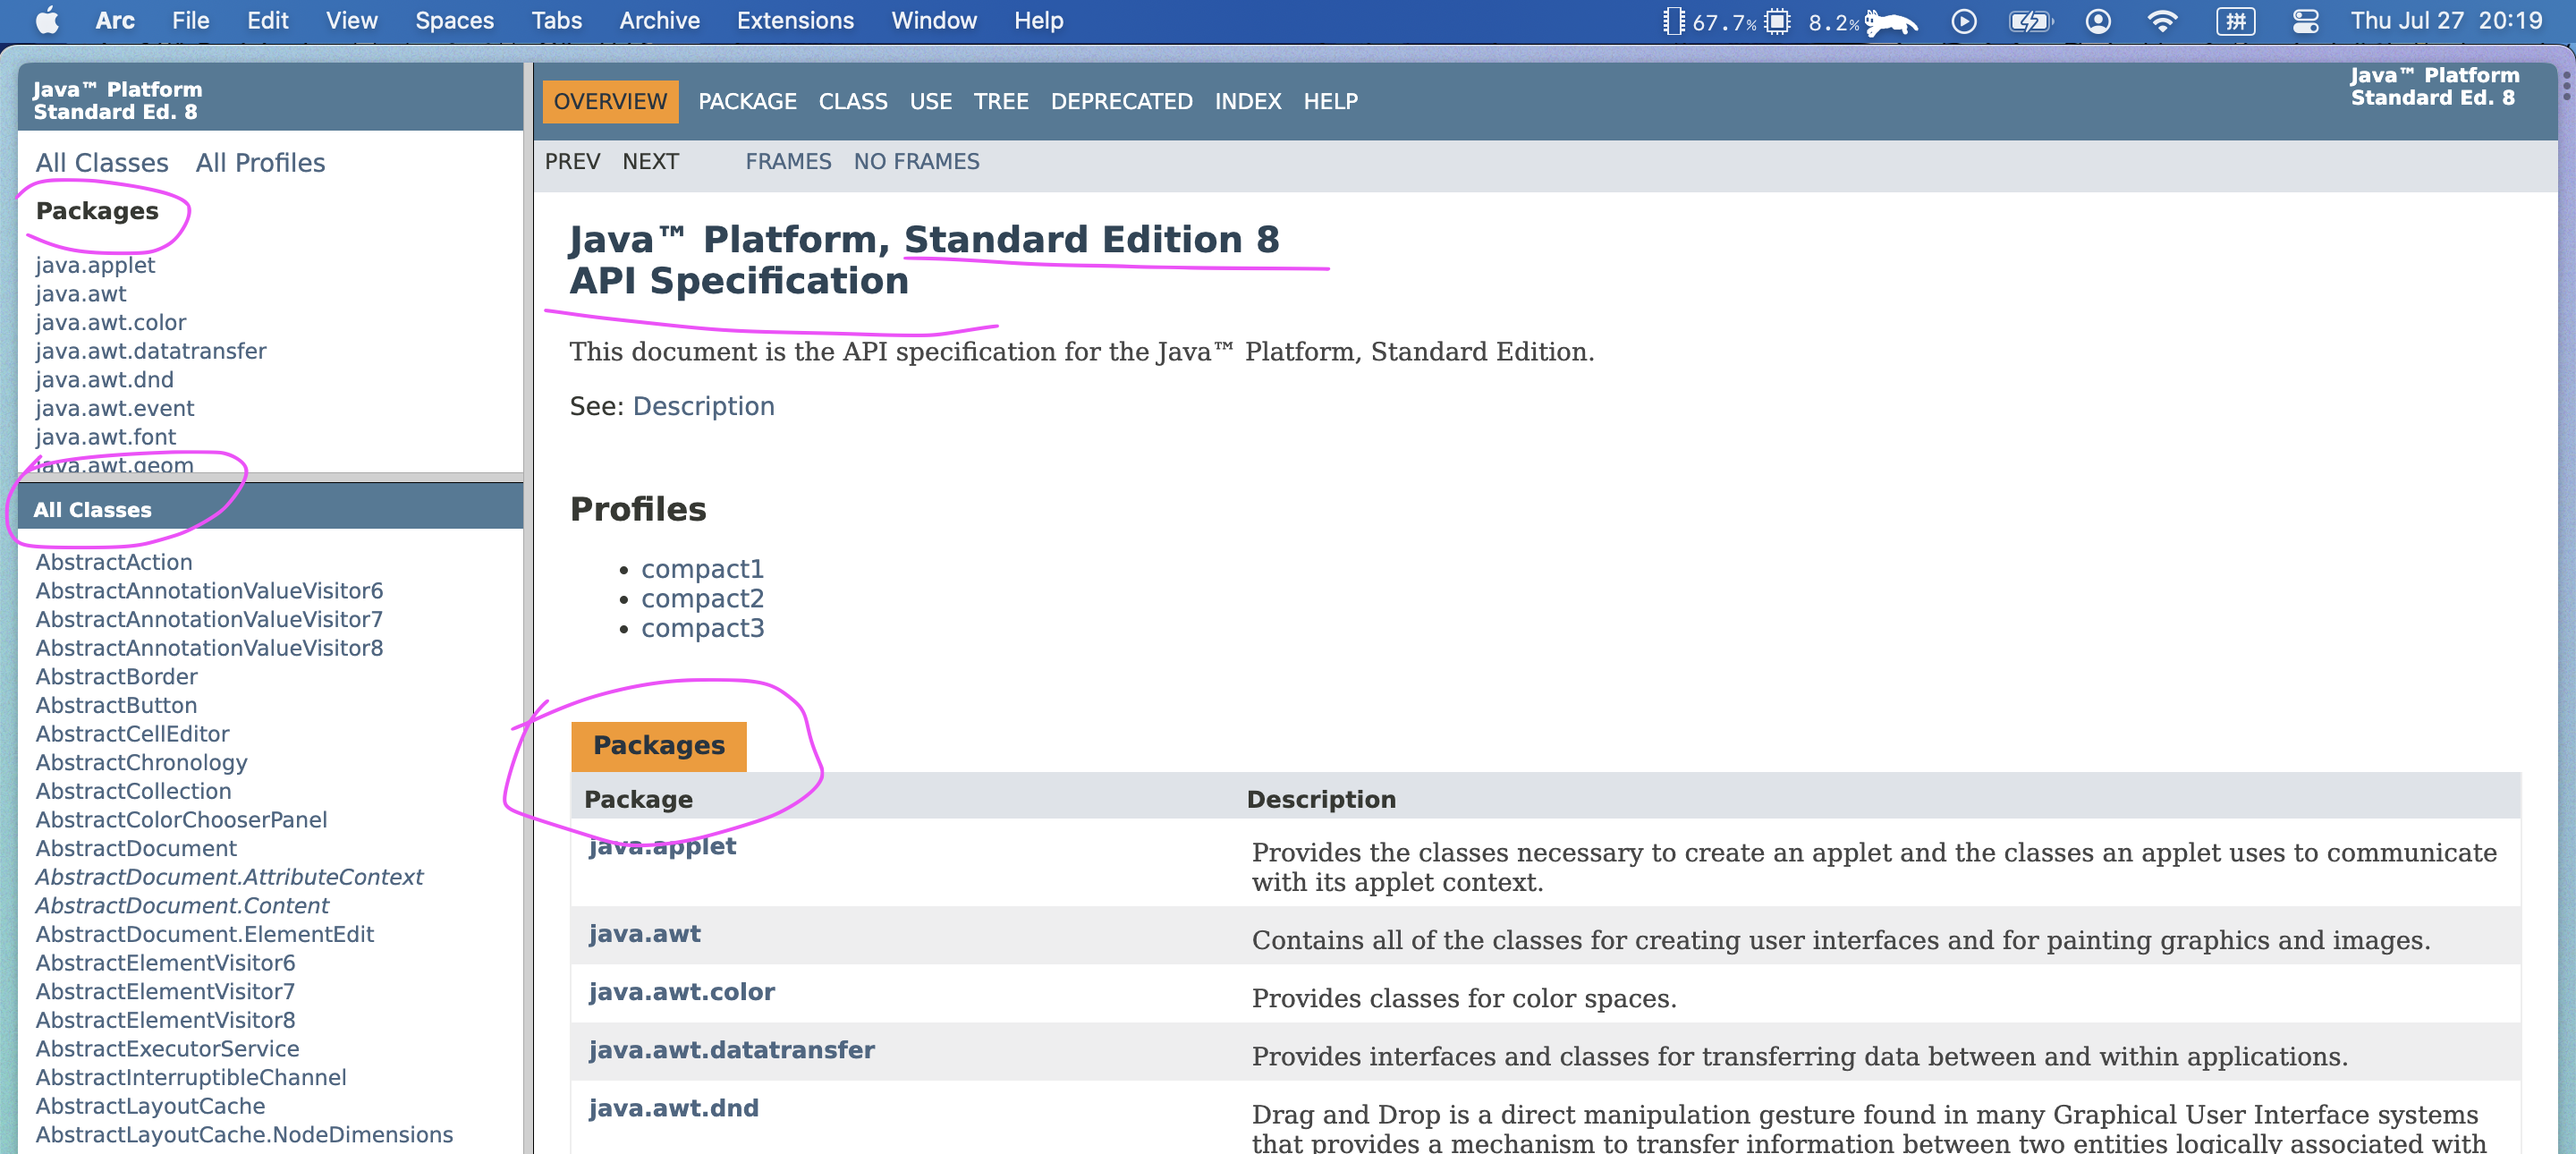 Arc File Edit View Spaces Tabs Archive Extensions Window Help 67.7% 8.2% 拼 Thu Jul 27 20:19
Java™ Platform
Standard Ed. 8
All Classes All Profiles
Packages
java.applet
java.awt
java.awt.color
java.awt.datatransfer
java.awt.dnd
java.awt.event
java.awt.font
java.awt.geom
All Classes
AbstractAction
AbstractAnnotationValueVisitor6
AbstractAnnotationValueVisitor7
AbstractAnnotationValueVisitor8
AbstractBorder
AbstractButton
AbstractCellEditor
AbstractChronology
AbstractCollection
AbstractColorChooserPanel
AbstractDocument
AbstractDocument.AttributeContext
AbstractDocument.Content
AbstractDocument.ElementEdit
AbstractElementVisitor6
AbstractElementVisitor7
AbstractElementVisitor8
AbstractExecutorService
AbstractInterruptibleChannel
AbstractLayoutCache
AbstractLayoutCache.NodeDimensions
OVERVIEW PACKAGE CLASS USE TREE DEPRECATED INDEX HELP
Java™ Platform
Standard Ed. 8
PREV NEXT FRAMES NO FRAMES
Java™ Platform, Standard Edition 8
API Specification
This document is the API specification for the Java™ Platform, Standard Edition.
See: Description
Profiles
• compact1
• compact2
• compact3
Packages
Package Description
java.applet Provides the classes necessary to create an applet and the classes an applet uses to communicate
with its applet context.
java.awt Contains all of the classes for creating user interfaces and for painting graphics and images.
java.awt.color Provides classes for color spaces.
java.awt.datatransfer Provides interfaces and classes for transferring data between and within applications.
java.awt.dnd Drag and Drop is a direct manipulation gesture found in many Graphical User Interface systems
that provides a mechanism to transfer information between two entities logically associated with